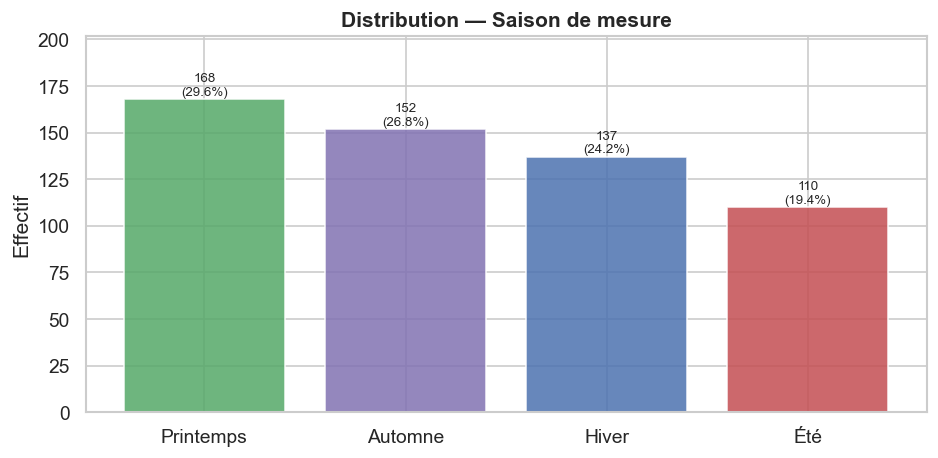 Distribution — Saison de mesure
Effectif
200
175
150
125
100
75
50
25
0
168
(29.6%)
152
(26.8%)
137
(24.2%)
110
(19.4%)
Printemps
Automne
Hiver
Été